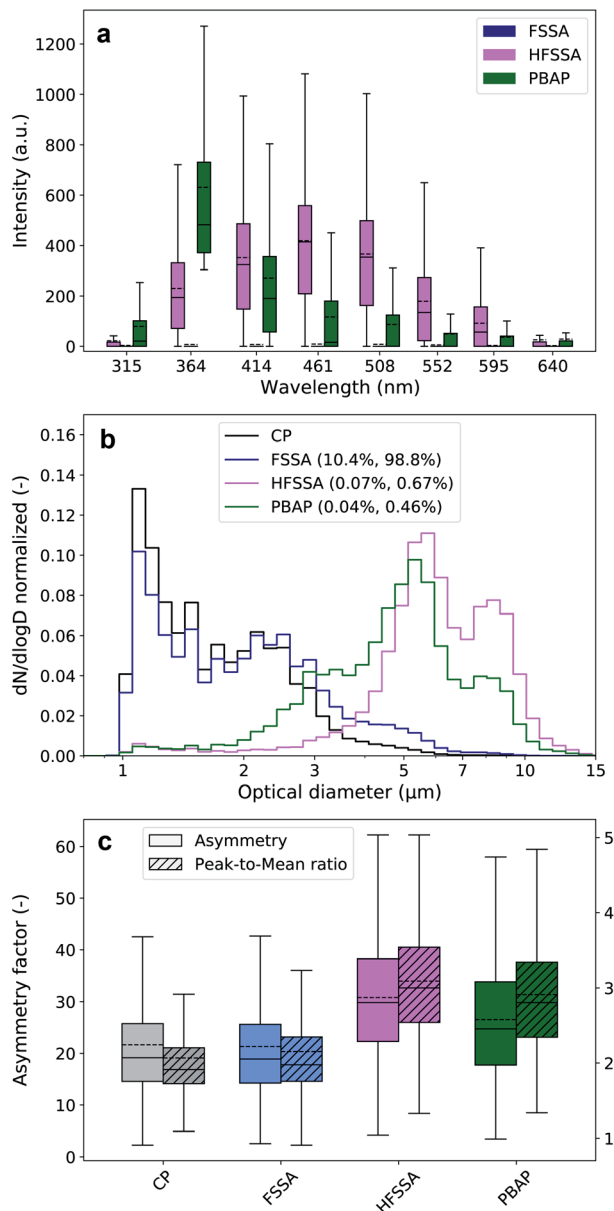 a
FSSA
HFSSA
PBAP
Intensity (a.u.)
1200
1000
800
600
400
200
0
315 364 414 461 508 552 595 640
Wavelength (nm)
b
CP
FSSA (10.4%, 98.8%)
HFSSA (0.07%, 0.67%)
PBAP (0.04%, 0.46%)
dN/dlogD normalized (-)
0.16
0.14
0.12
0.10
0.08
0.06
0.04
0.02
0.00
1 2 3 5 7 10 15
Optical diameter (μm)
c
Asymmetry
Peak-to-Mean ratio
Asymmetry factor (-)
60
50
40
30
20
10
0
5
4
3
2
1
CP FSSA HFSSA PBAP